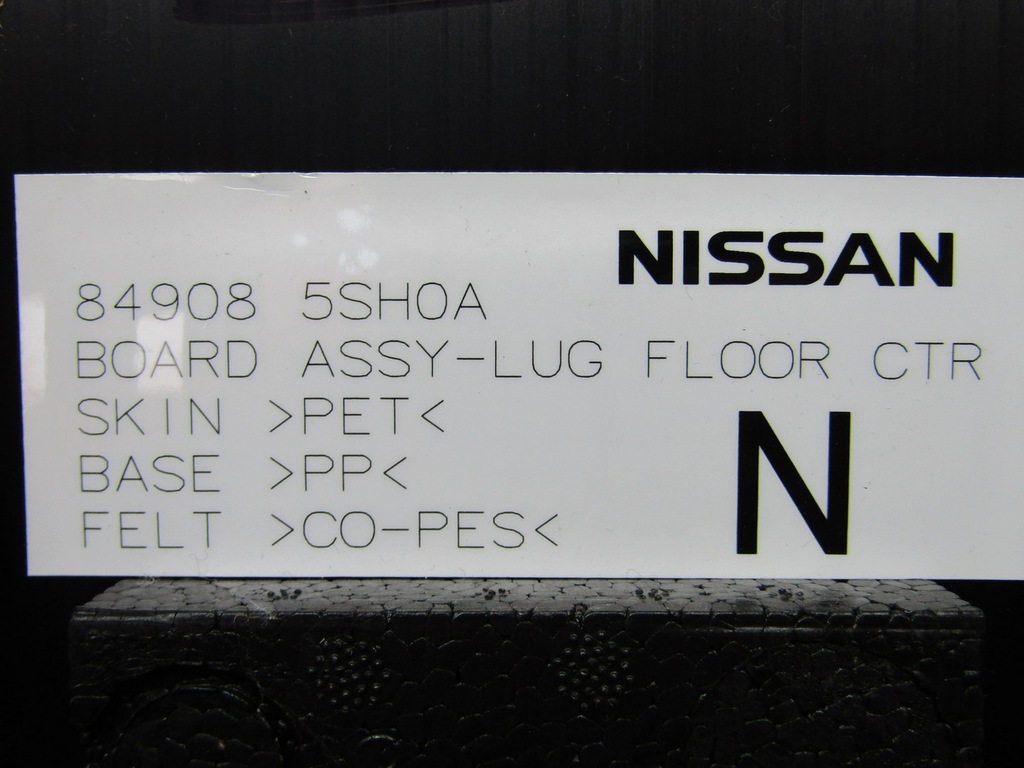 NISSAN
84908 5SH0A
BOARD ASSY-LUG FLOOR CTR
SKIN >PET<
BASE >PP<
FELT >CO-PES<
N